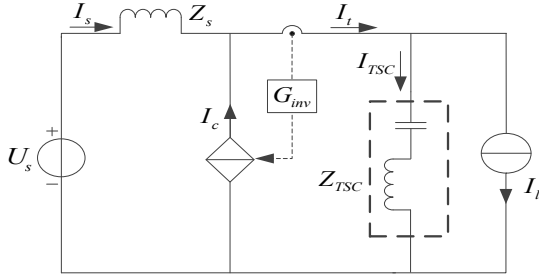 I_s
Z_s
I_t
I_TSC
G_inv
I_c
+
U_s
−
Z_TSC
I_l